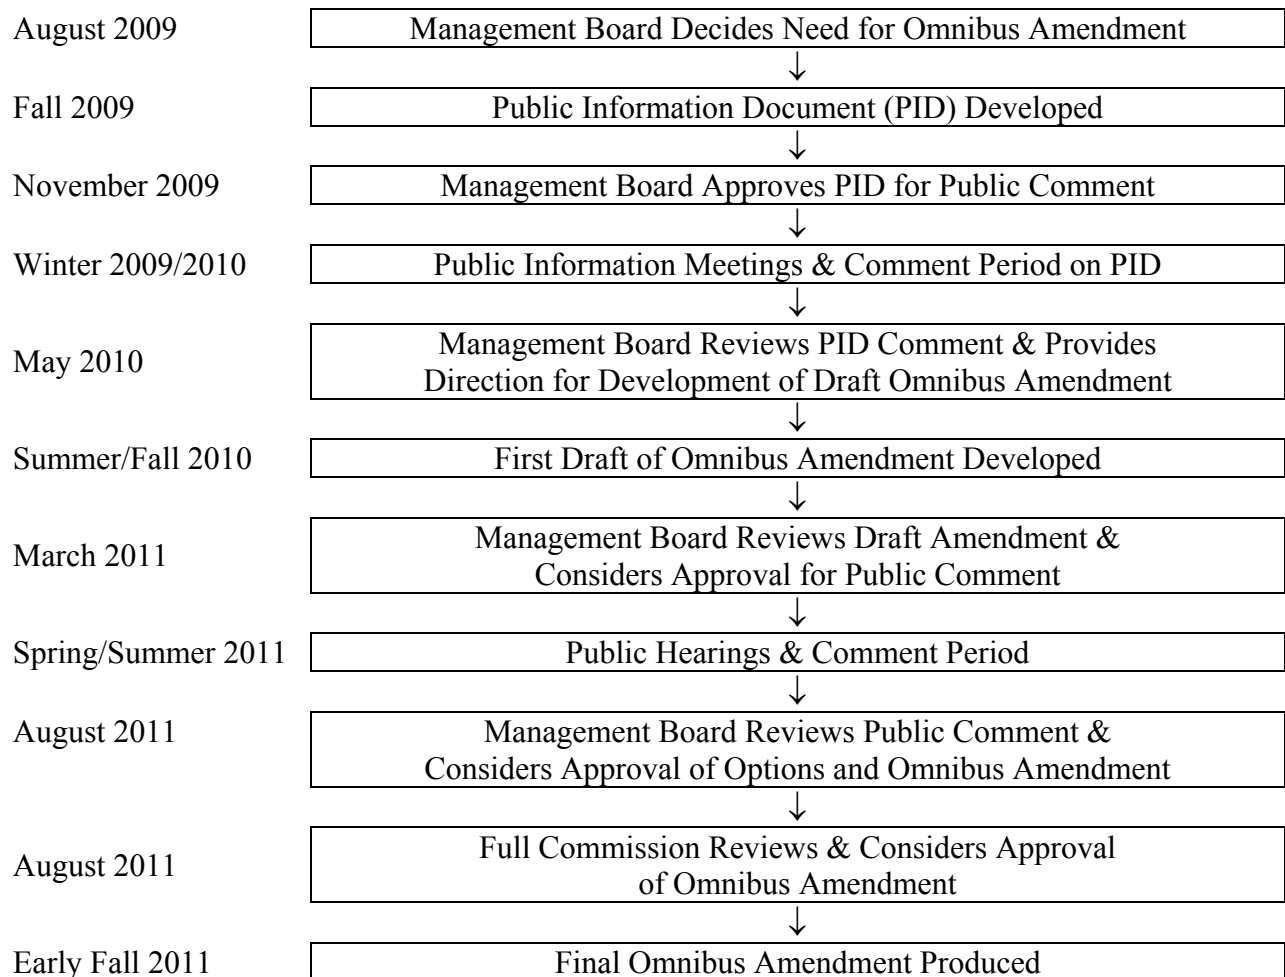 August 2009
Management Board Decides Need for Omnibus Amendment
↓
Fall 2009
Public Information Document (PID) Developed
↓
November 2009
Management Board Approves PID for Public Comment
↓
Winter 2009/2010
Public Information Meetings & Comment Period on PID
↓
May 2010
Management Board Reviews PID Comment & Provides
Direction for Development of Draft Omnibus Amendment
↓
Summer/Fall 2010
First Draft of Omnibus Amendment Developed
↓
March 2011
Management Board Reviews Draft Amendment &
Considers Approval for Public Comment
↓
Spring/Summer 2011
Public Hearings & Comment Period
↓
August 2011
Management Board Reviews Public Comment &
Considers Approval of Options and Omnibus Amendment
↓
August 2011
Full Commission Reviews & Considers Approval
of Omnibus Amendment
↓
Early Fall 2011
Final Omnibus Amendment Produced